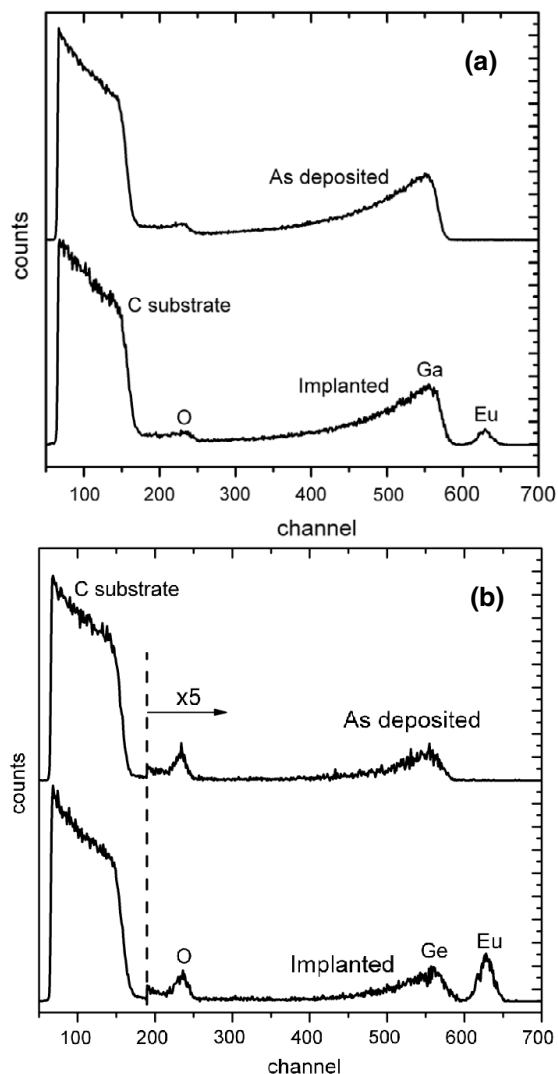 (a)
As deposited
C substrate
Implanted
Ga
O
Eu
counts
100 200 300 400 500 600 700
channel
C substrate
(b)
x5
As deposited
O
Implanted
Ge
Eu
counts
100 200 300 400 500 600 700
channel